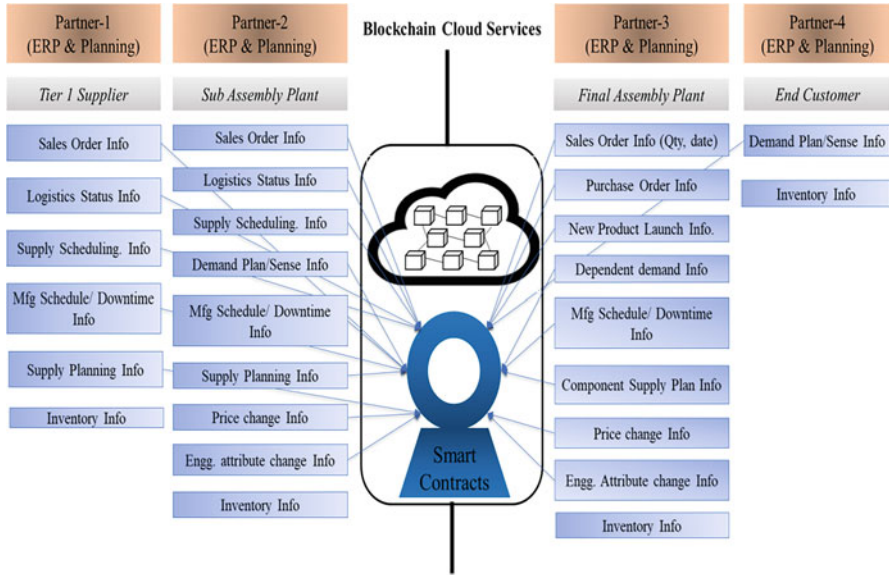 Partner-1
(ERP & Planning)
Tier 1 Supplier
Sales Order Info
Logistics Status Info
Supply Scheduling. Info
Mfg Schedule/ Downtime
Info
Supply Planning Info
Inventory Info
Partner-2
(ERP & Planning)
Sub Assembly Plant
Sales Order Info
Logistics Status Info
Supply Scheduling. Info
Demand Plan/Sense Info
Mfg Schedule/ Downtime
Info
Supply Planning Info
Price change Info
Engg. attribute change Info
Inventory Info
Blockchain Cloud Services
Smart
Contracts
Partner-3
(ERP & Planning)
Final Assembly Plant
Sales Order Info (Qty, date)
Purchase Order Info
New Product Launch Info.
Dependent demand Info
Mfg Schedule/ Downtime
Info
Component Supply Plan Info
Price change Info
Engg. Attribute change Info
Inventory Info
Partner-4
(ERP & Planning)
End Customer
Demand Plan/Sense Info
Inventory Info